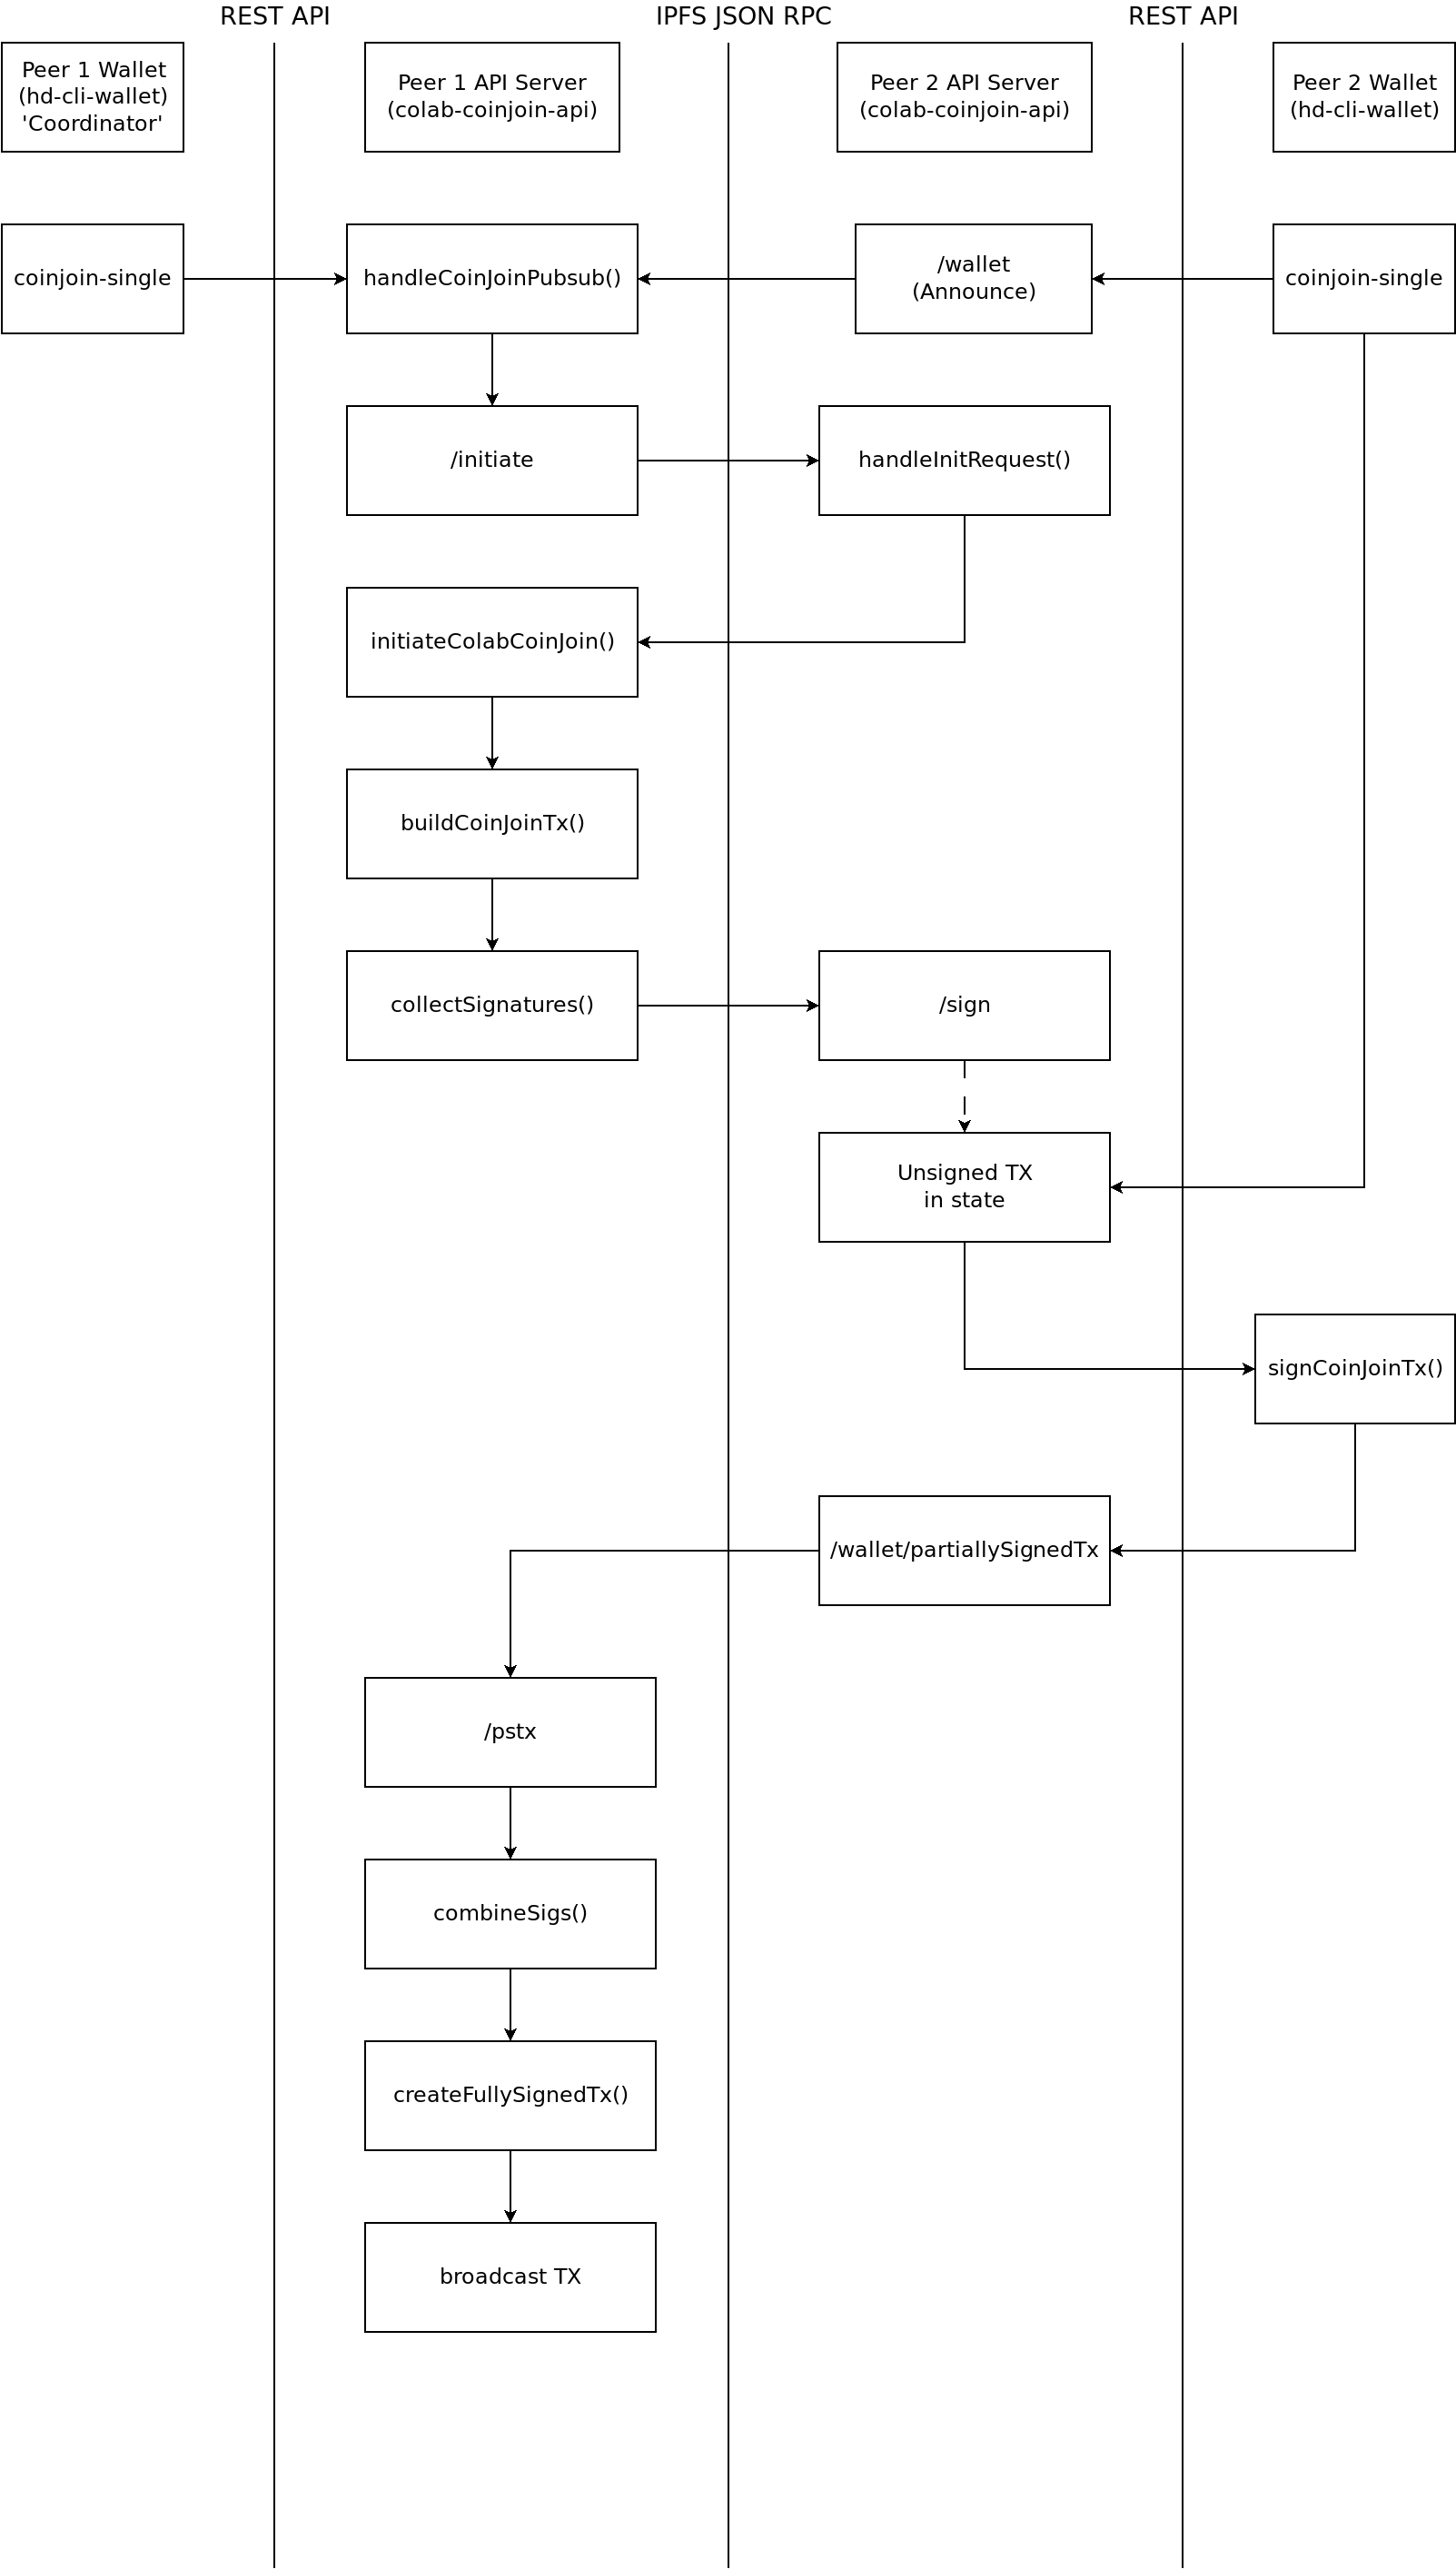 REST API
IPFS JSON RPC
REST API
Peer 1 Wallet
(hd-cli-wallet)
'Coordinator'
Peer 1 API Server
(colab-coinjoin-api)
Peer 2 API Server
(colab-coinjoin-api)
Peer 2 Wallet
(hd-cli-wallet)
coinjoin-single
handleCoinJoinPubsub()
/wallet
(Announce)
coinjoin-single
/initiate
handleInitRequest()
initiateColabCoinJoin()
buildCoinJoinTx()
collectSignatures()
/sign
Unsigned TX
in state
signCoinJoinTx()
/wallet/partiallySignedTx
/pstx
combineSigs()
createFullySignedTx()
broadcast TX